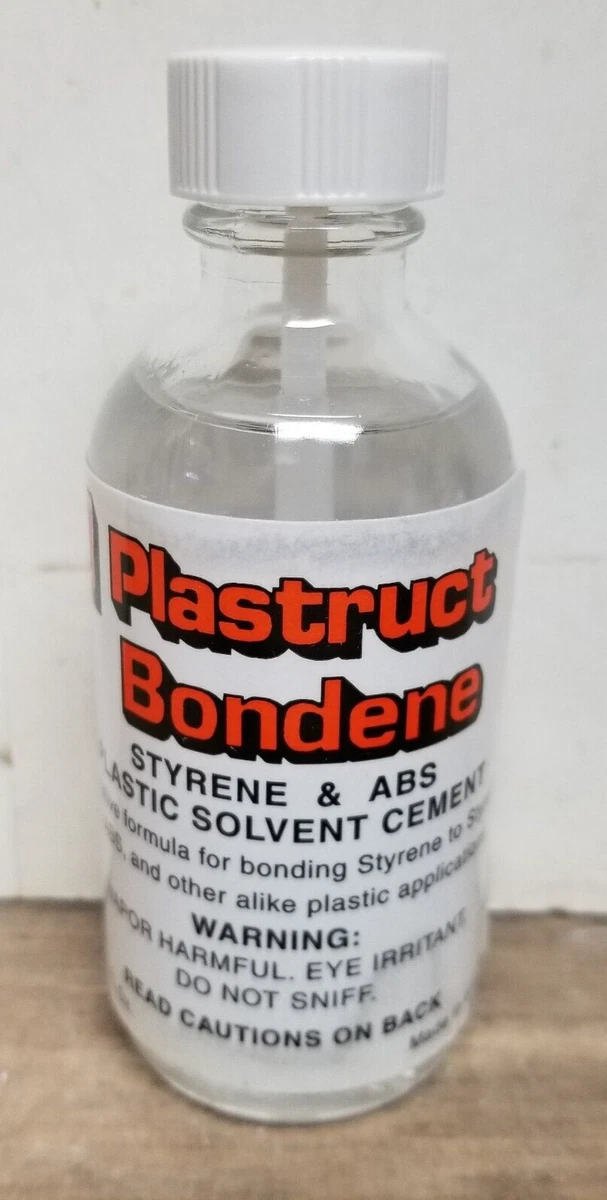 Plastruct
Bondene
STYRENE & ABS
PLASTIC SOLVENT CEMENT
formula for bonding Styrene to
and other alike plastic
WARNING:
VAPOR HARMFUL. EYE IRRITANT.
DO NOT SNIFF.
READ CAUTIONS ON BACK
Made